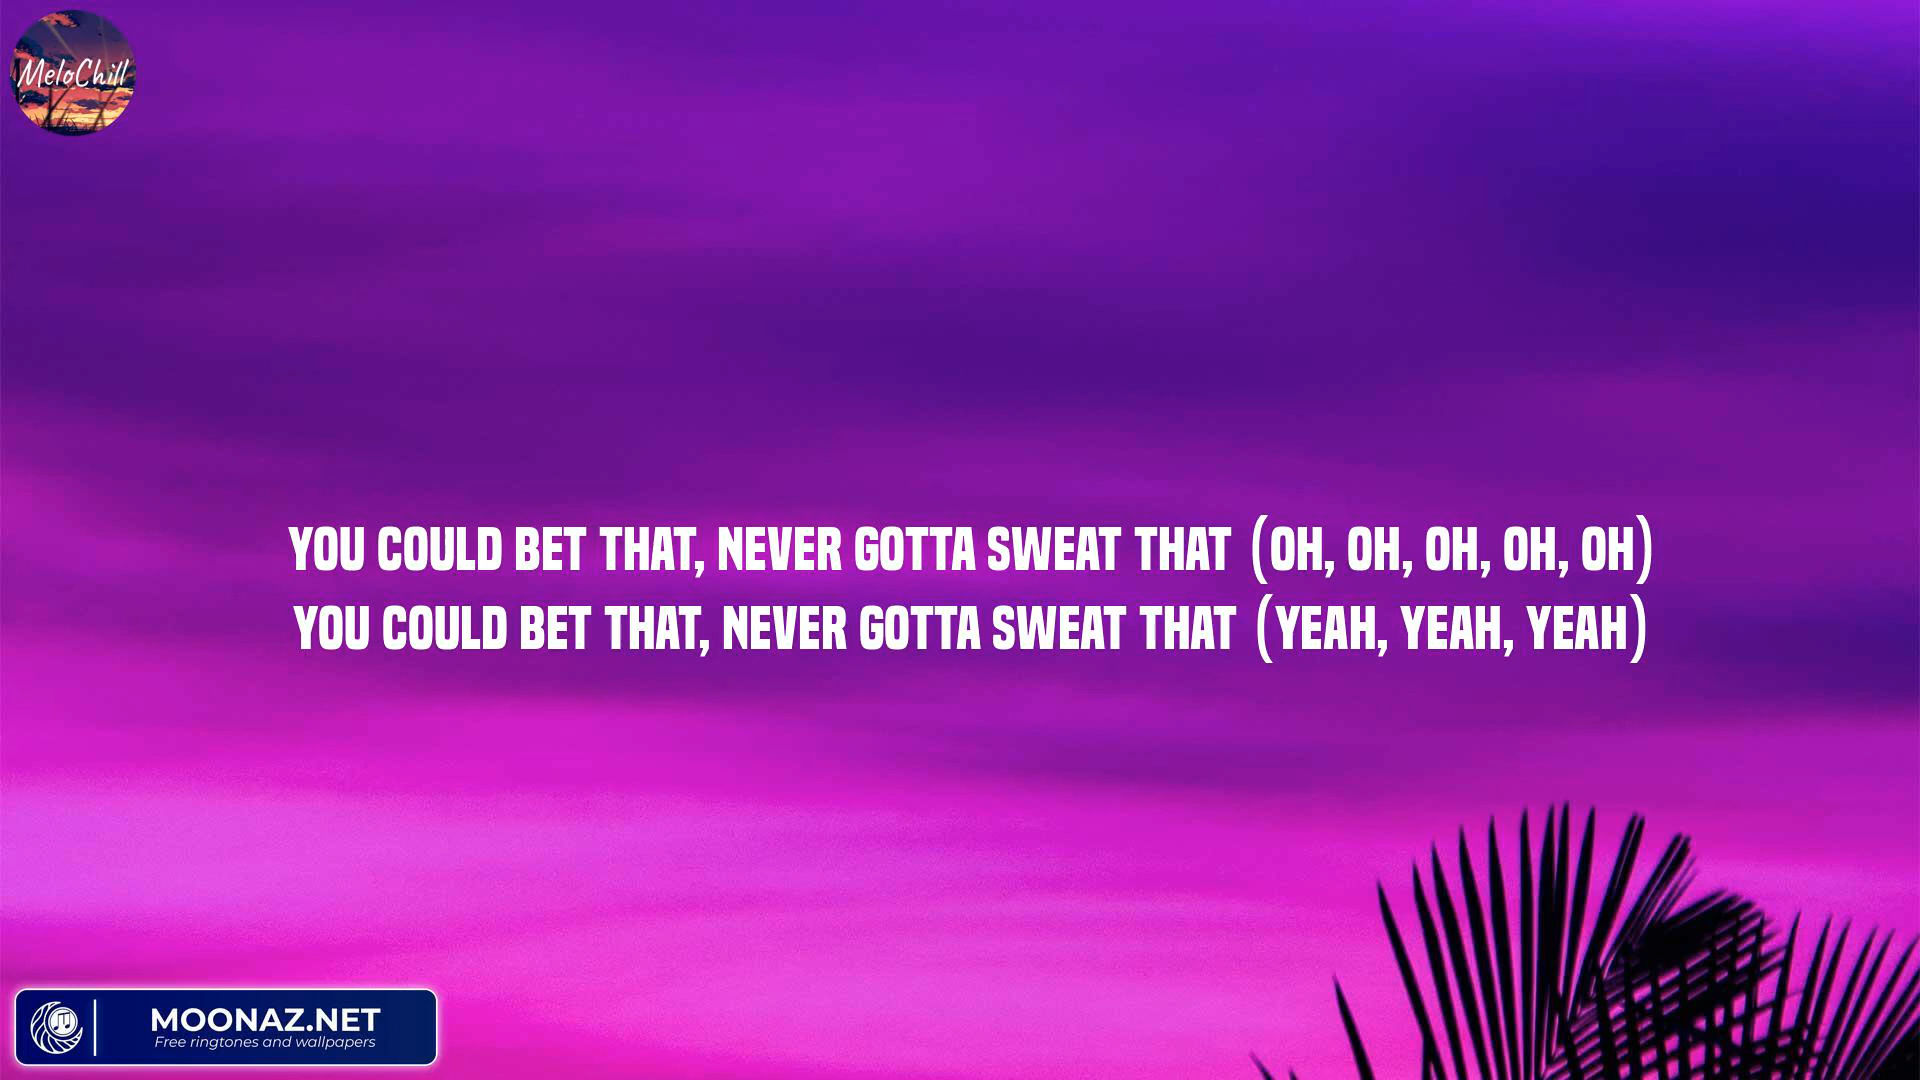 MeloChill
YOU COULD BET THAT, NEVER GOTTA SWEAT THAT (OH, OH, OH, OH, OH)
YOU COULD BET THAT, NEVER GOTTA SWEAT THAT (YEAH, YEAH, YEAH)
MOONAZ.NET
Free ringtones and wallpapers